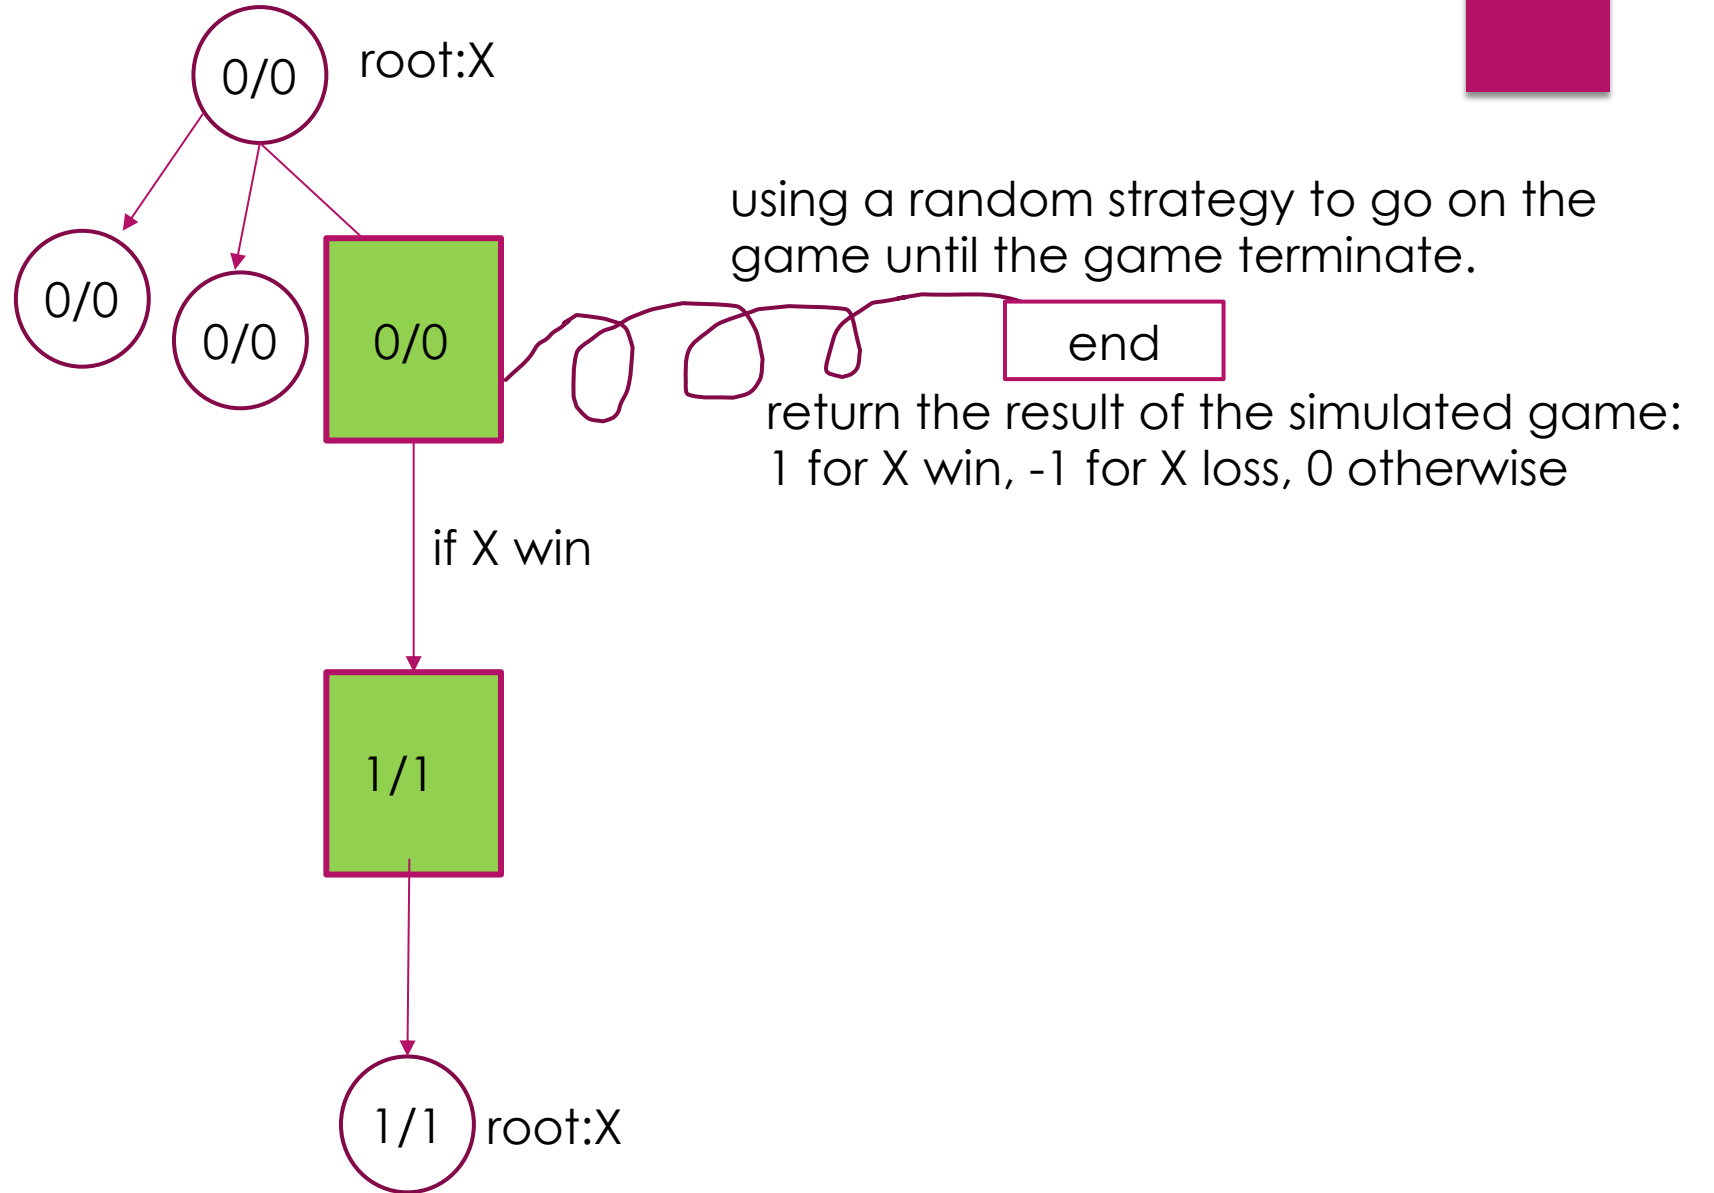 0/0
root:X
using a random strategy to go on the
game until the game terminate.
0/0
0/0
0/0
end
return the result of the simulated game:
1 for X win, -1 for X loss, 0 otherwise
if X win
1/1
1/1
root:X